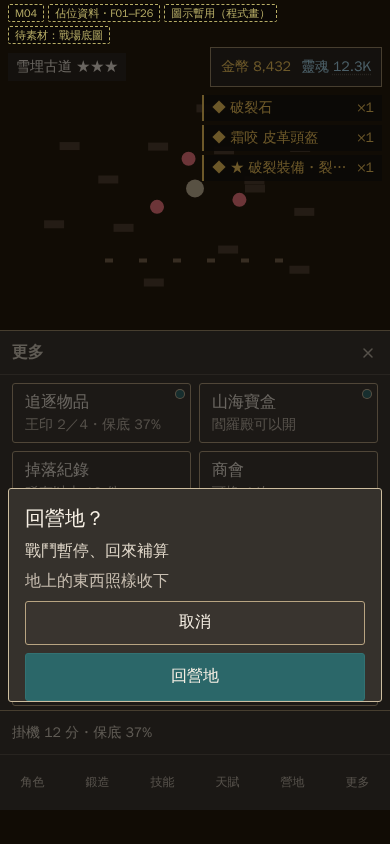 M04 佔位資料・F01–F26 圖示暫用（程式畫）
待素材：戰場底圖
雪埋古道 ★★★
金幣 8,432 靈魂 12.3K
◆ 破裂石 ×1
◆ 霜咬 皮革頭盔 ×1
◆ ★ 破裂裝備・裂⋯ ×1
更多 ×
追逐物品
王印 2／4・保底 37%
山海寶盒
閻羅殿可以開
掉落紀錄
商會
回營地？
戰鬥暫停、回來補算
地上的東西照樣收下
取消
回營地
掛機 12 分・保底 37%
角色 鍛造 技能 天賦 營地 更多